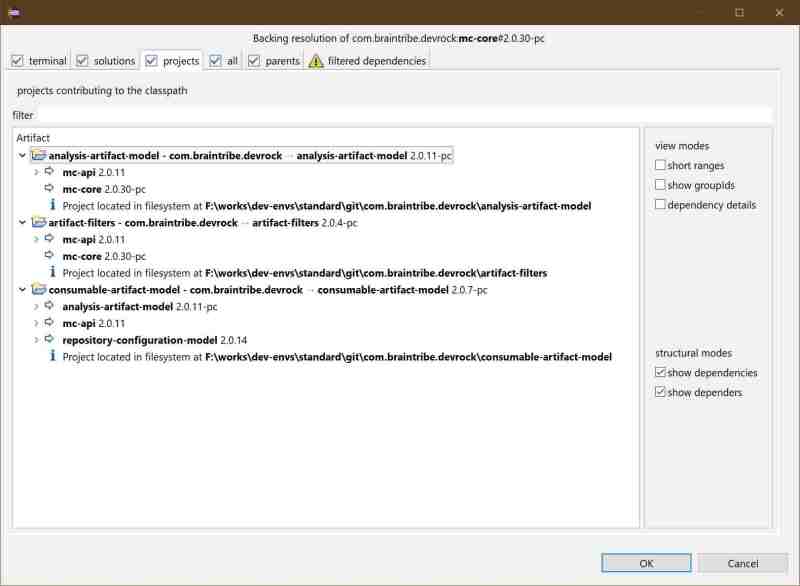 Backing resolution of com.braintribe.devrock:mc-core#2.0.30-pc
terminal solutions projects all parents filtered dependencies
projects contributing to the classpath
filter
Artifact
analysis-artifact-model - com.braintribe.devrock → analysis-artifact-model 2.0.11-pc
mc-api 2.0.11
mc-core 2.0.30-pc
Project located in filesystem at F:\works\dev-envs\standard\git\com.braintribe.devrock\analysis-artifact-model
artifact-filters - com.braintribe.devrock → artifact-filters 2.0.4-pc
mc-api 2.0.11
mc-core 2.0.30-pc
Project located in filesystem at F:\works\dev-envs\standard\git\com.braintribe.devrock\artifact-filters
consumable-artifact-model - com.braintribe.devrock → consumable-artifact-model 2.0.7-pc
analysis-artifact-model 2.0.11-pc
mc-api 2.0.11
repository-configuration-model 2.0.14
Project located in filesystem at F:\works\dev-envs\standard\git\com.braintribe.devrock\consumable-artifact-model
view modes
short ranges
show groupIds
dependency details
structural modes
show dependencies
show dependers
OK Cancel